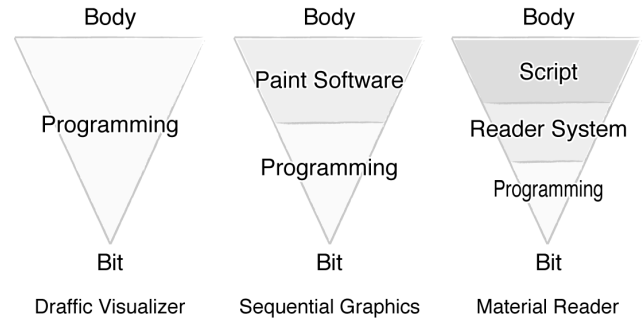 Body
Programming
Bit
Draffic Visualizer
Body
Paint Software
Programming
Bit
Sequential Graphics
Body
Script
Reader System
Programming
Bit
Material Reader